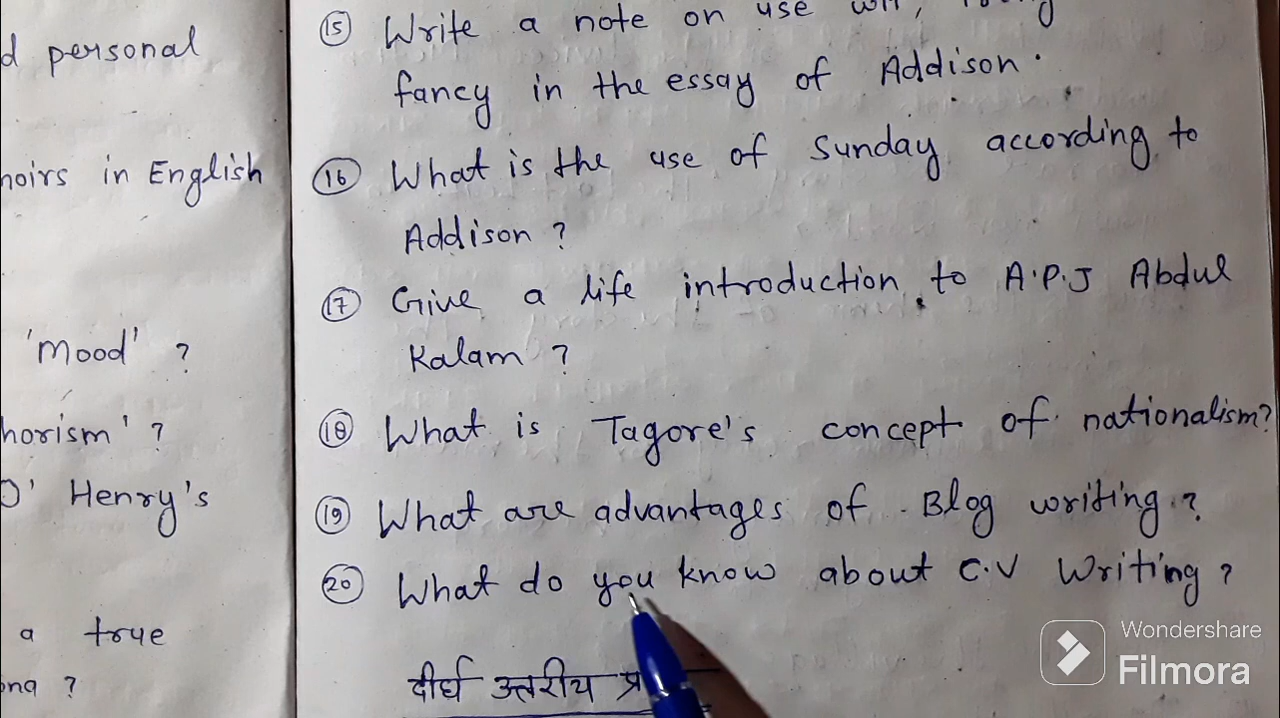 d personal
noirs in English
'Mood' ?
horism' ?
O' Henry's
a true
ona ?
⑮ Write a note on use
fancy in the essay of Addison.
⑯ What is the use of Sunday according to
Addison ?
⑰ Give a life introduction to A.P.J Abdul
Kalam ?
⑱ What is Tagore's concept of nationalism?
⑲ What are advantages of Blog writing ?
⑳ What do you know about C.V Writing ?
दीर्घ उत्तरीय
Wondershare
Filmora